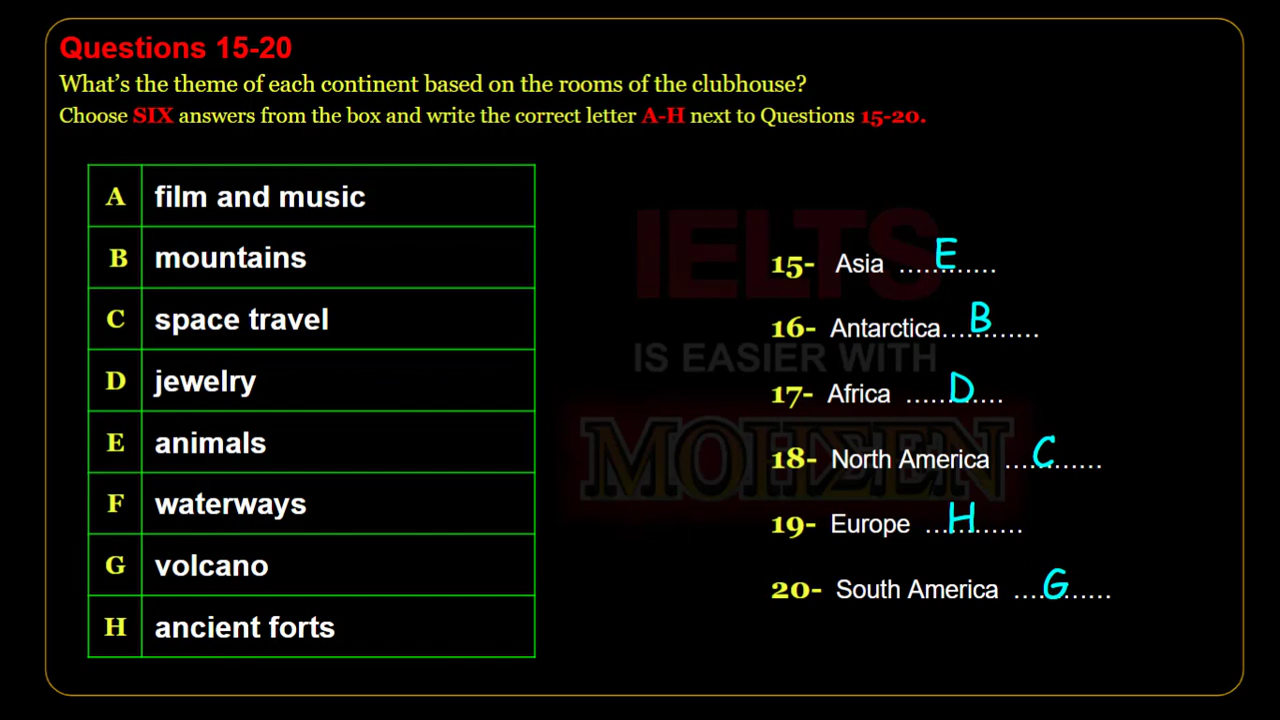 Questions 15-20
What's the theme of each continent based on the rooms of the clubhouse?
Choose SIX answers from the box and write the correct letter A-H next to Questions 15-20.
A film and music
B mountains
C space travel
D jewelry
E animals
F waterways
G volcano
H ancient forts
IELTS
IS EASIER WITH
MOHΣEN
15- Asia ............ E
16- Antarctica............ B
17- Africa ............ D
18- North America ............ C
19- Europe ............ H
20- South America ............ G